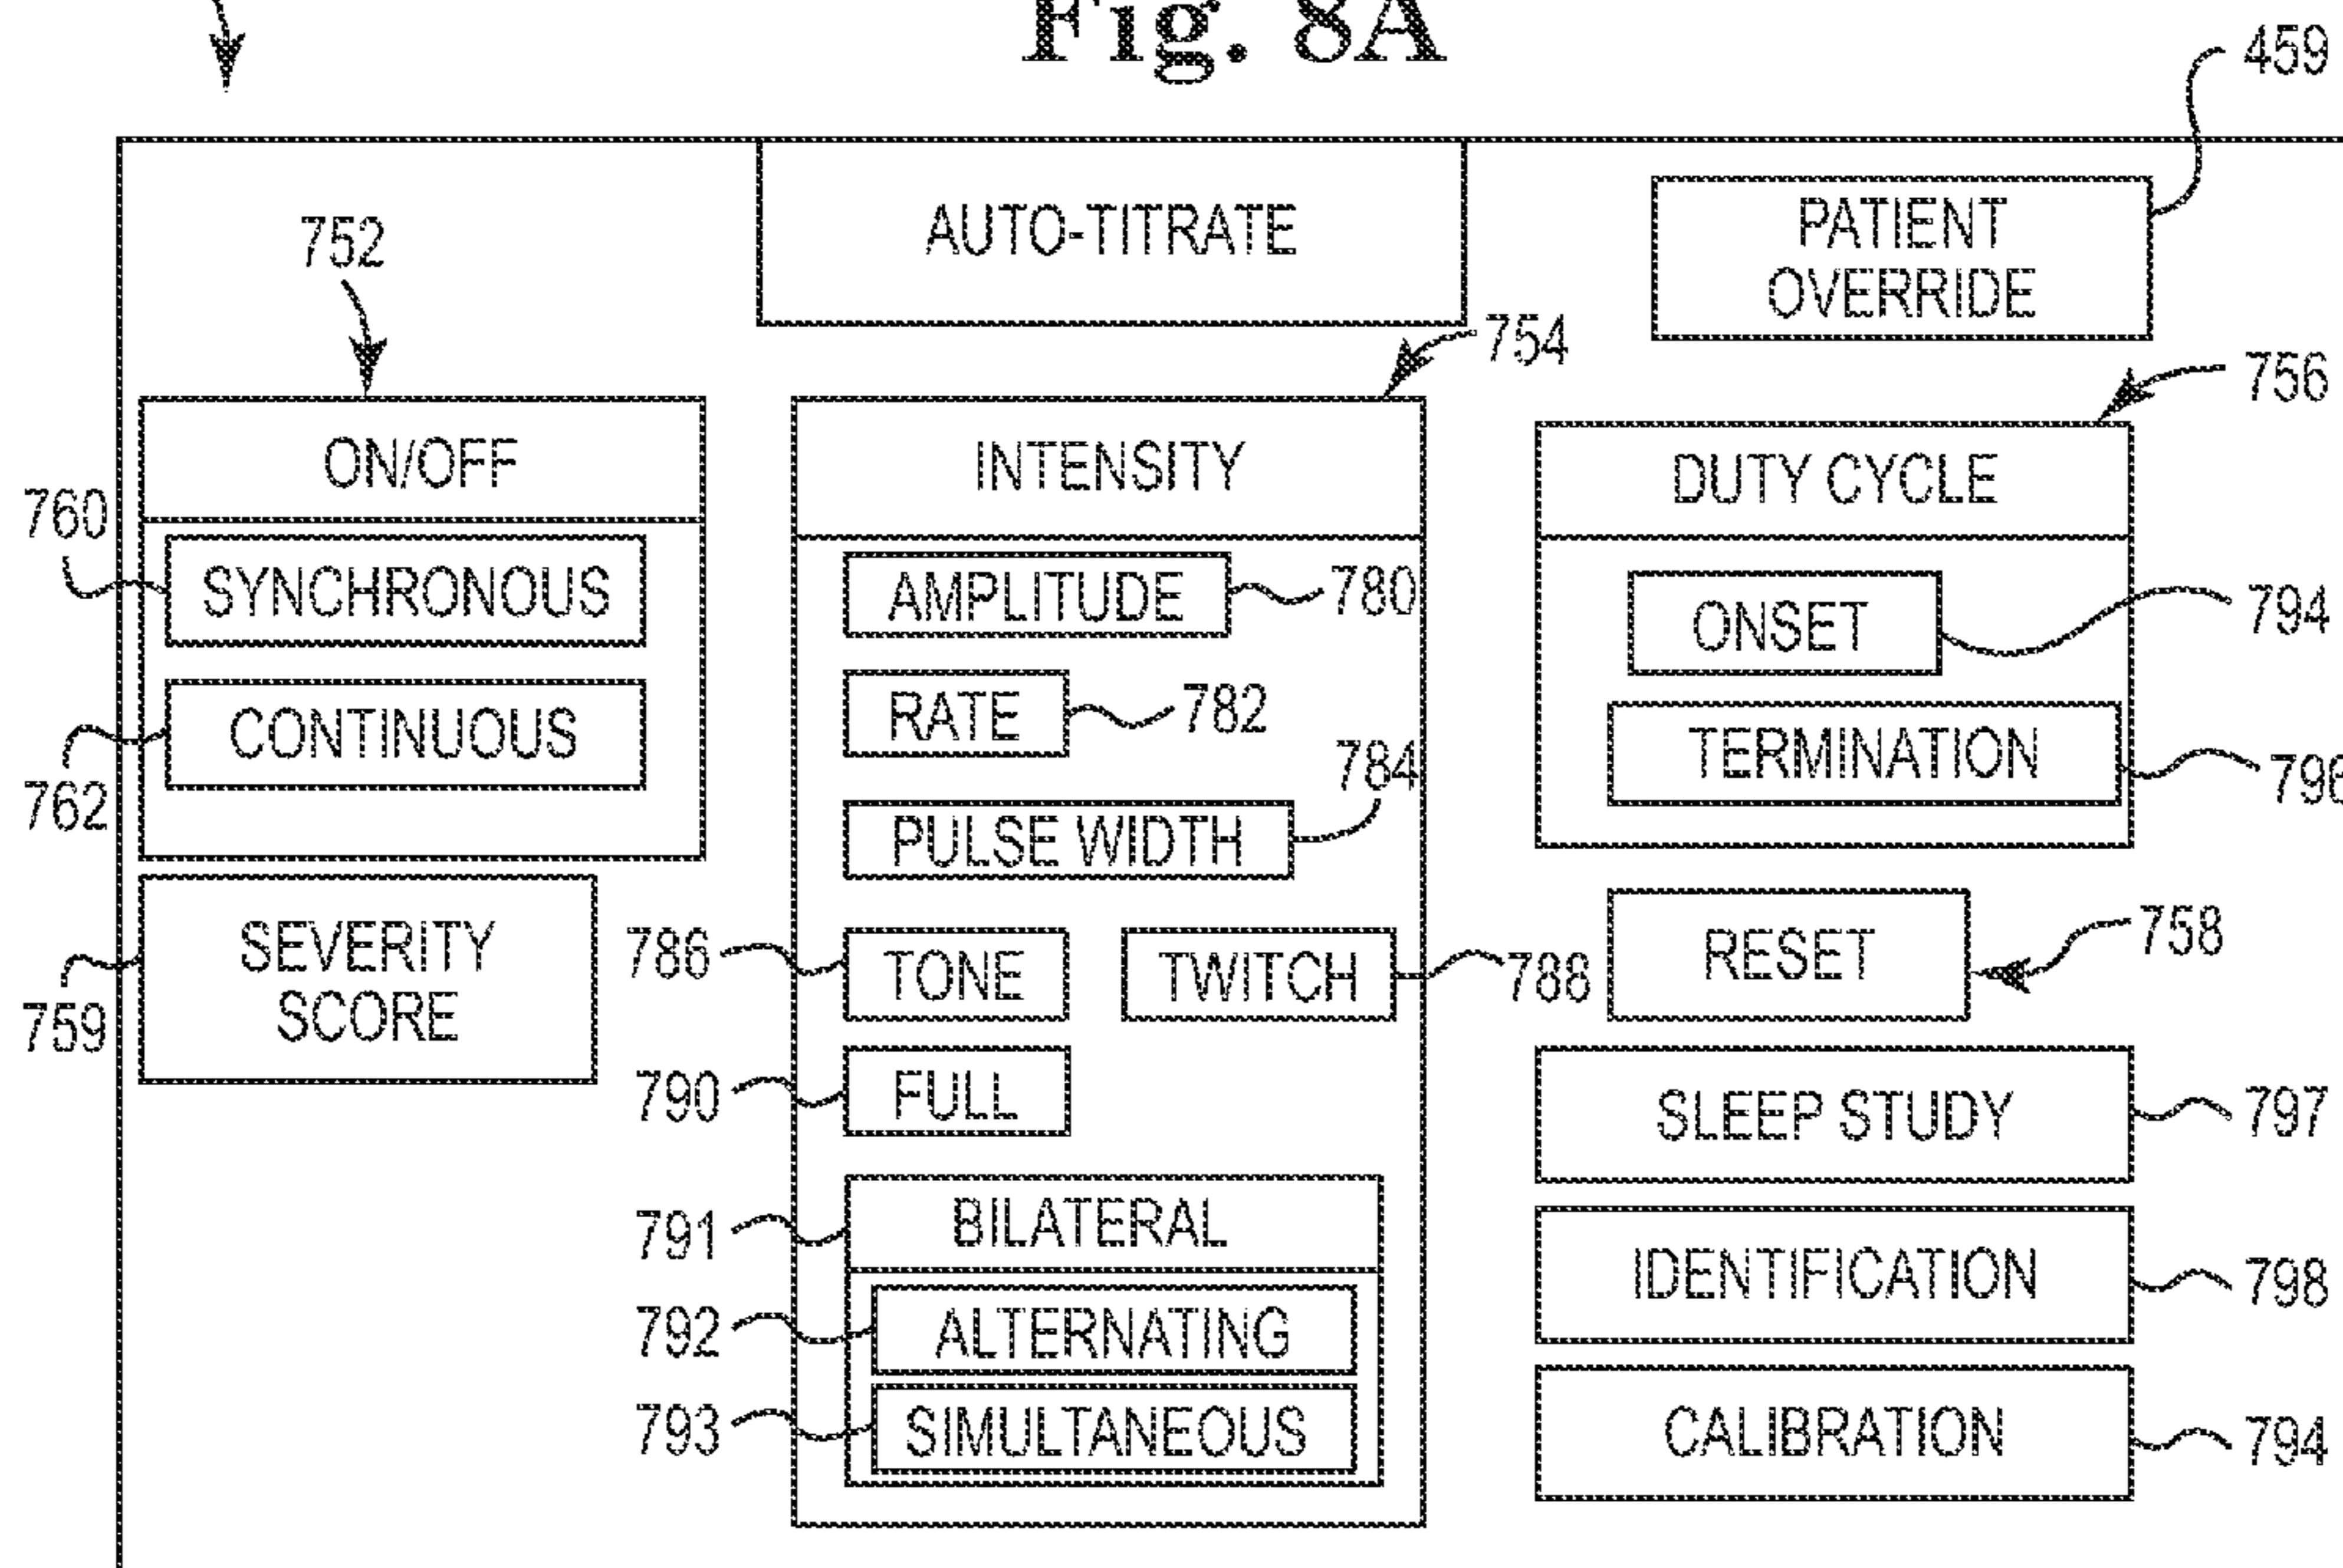 Fig. 8A
459
AUTO-TITRATE
PATIENT
OVERRIDE
752
754
756
ON/OFF
INTENSITY
DUTY CYCLE
760
SYNCHRONOUS
AMPLITUDE
780
ONSET
794
CONTINUOUS
RATE
782
TERMINATION
796
762
784
PULSE WIDTH
SEVERITY
SCORE
759
786
TONE
TWITCH
788
RESET
758
790
FULL
SLEEP STUDY
797
791
BILATERAL
IDENTIFICATION
798
792
ALTERNATING
793
SIMULTANEOUS
CALIBRATION
794